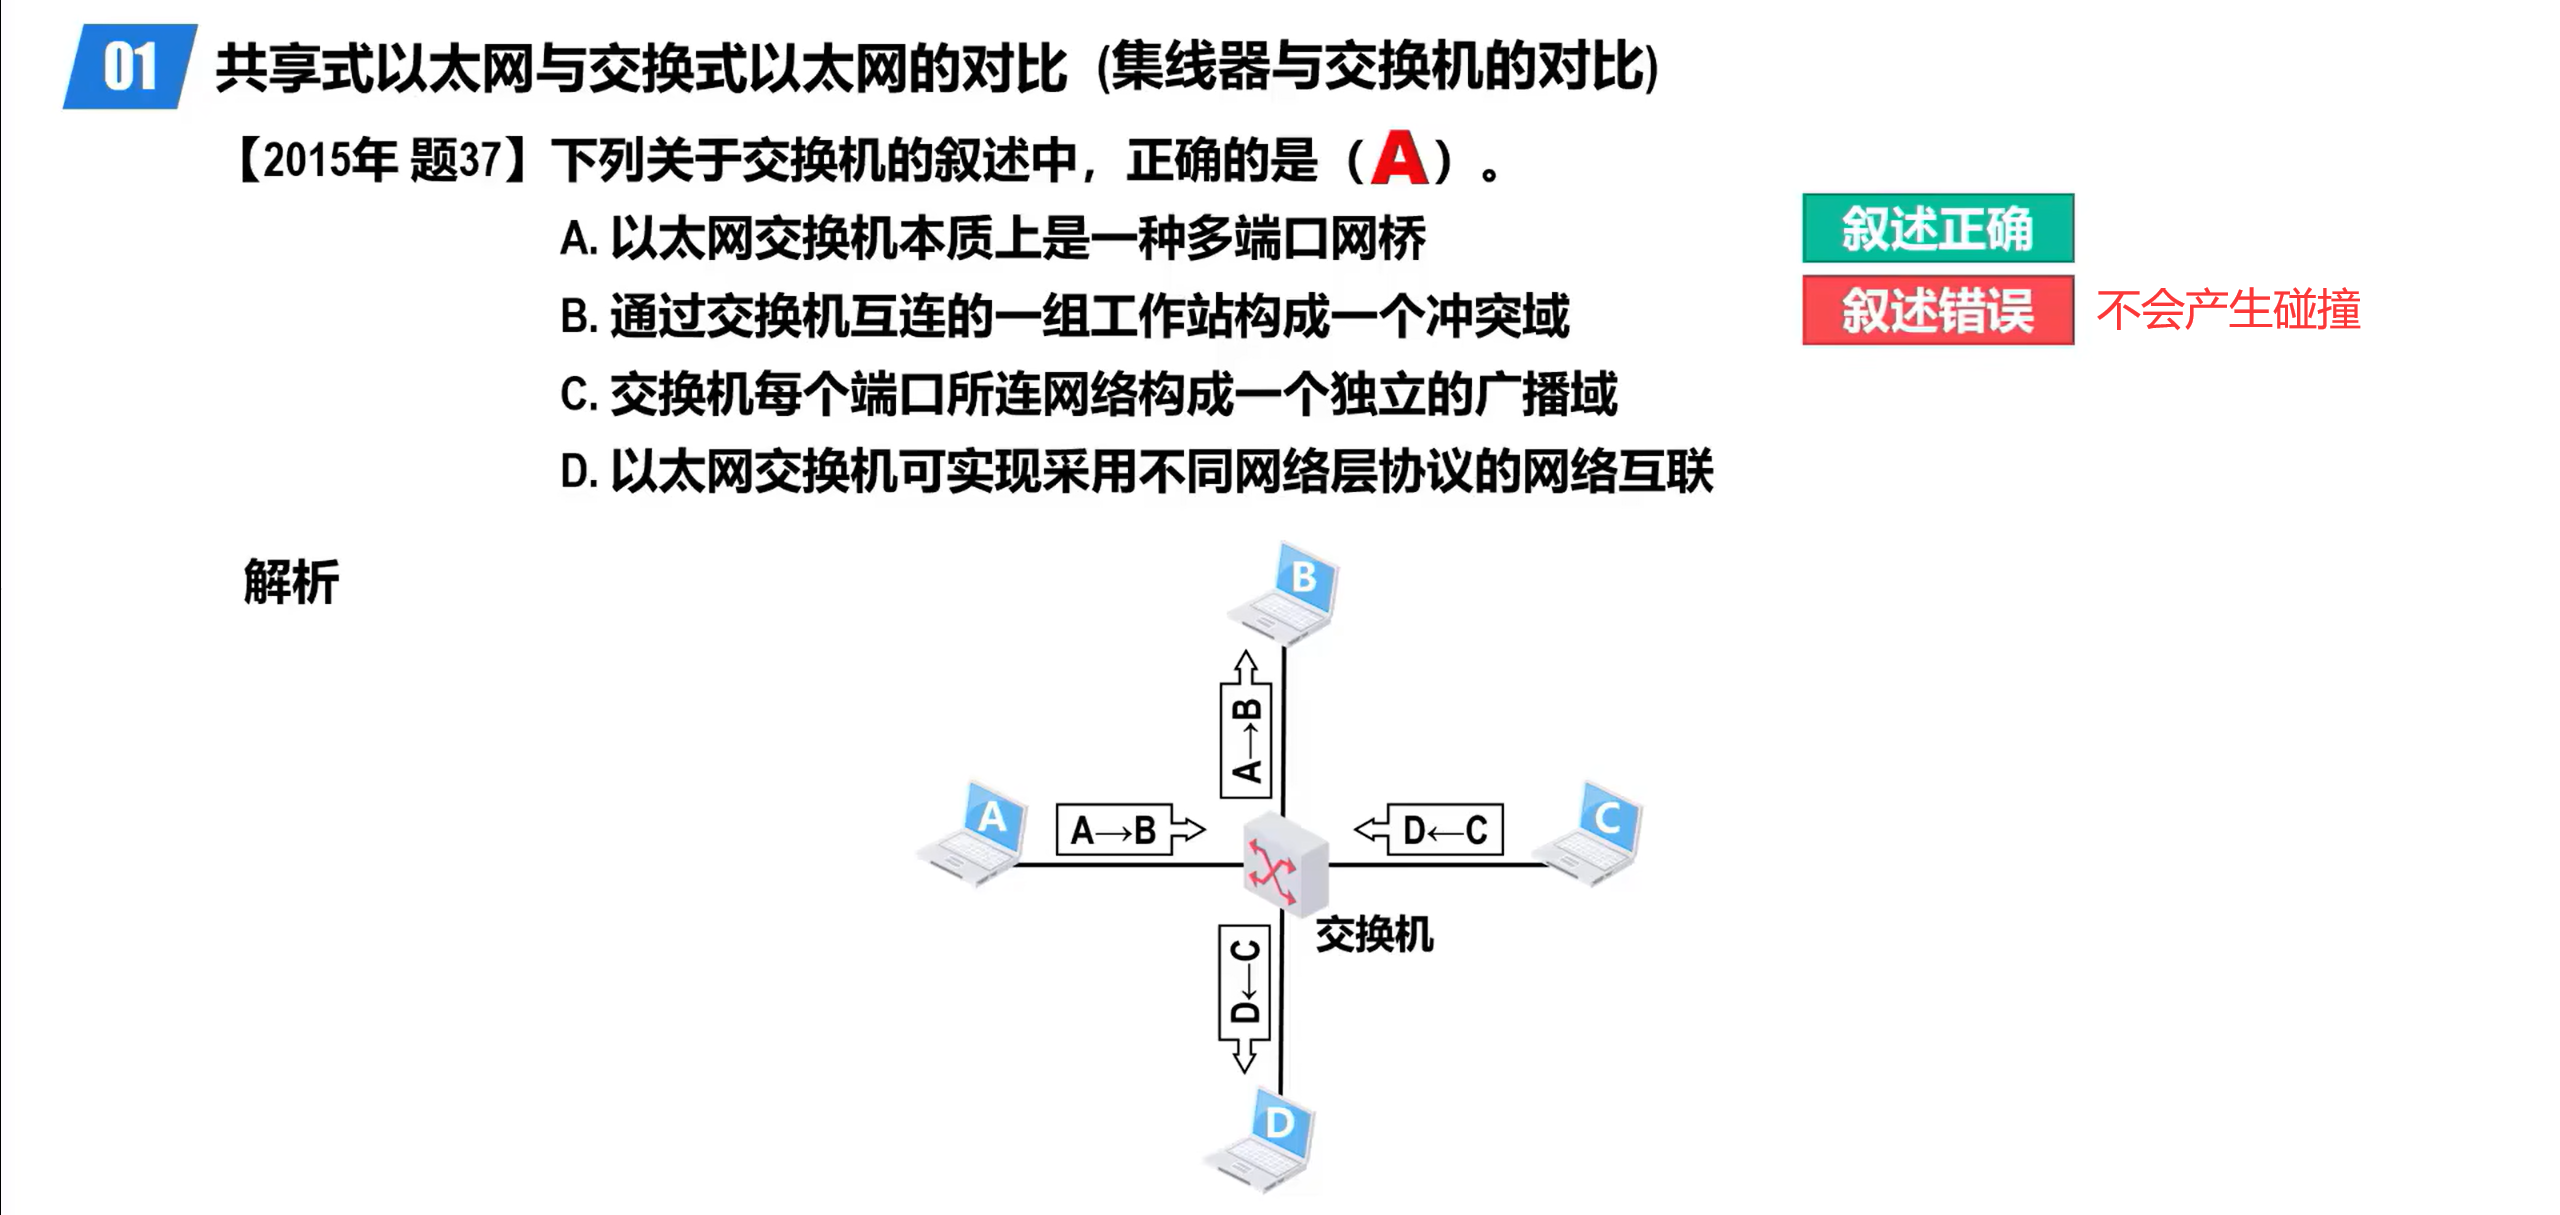 01 共享式以太网与交换式以太网的对比 (集线器与交换机的对比)
【2015年 题37】下列关于交换机的叙述中，正确的是（A）。
A. 以太网交换机本质上是一种多端口网桥
叙述正确
B. 通过交换机互连的一组工作站构成一个冲突域
叙述错误 不会产生碰撞
C. 交换机每个端口所连网络构成一个独立的广播域
D. 以太网交换机可实现采用不同网络层协议的网络互联
解析
B
A→B
A
A→B
D←C
C
交换机
D←C
D